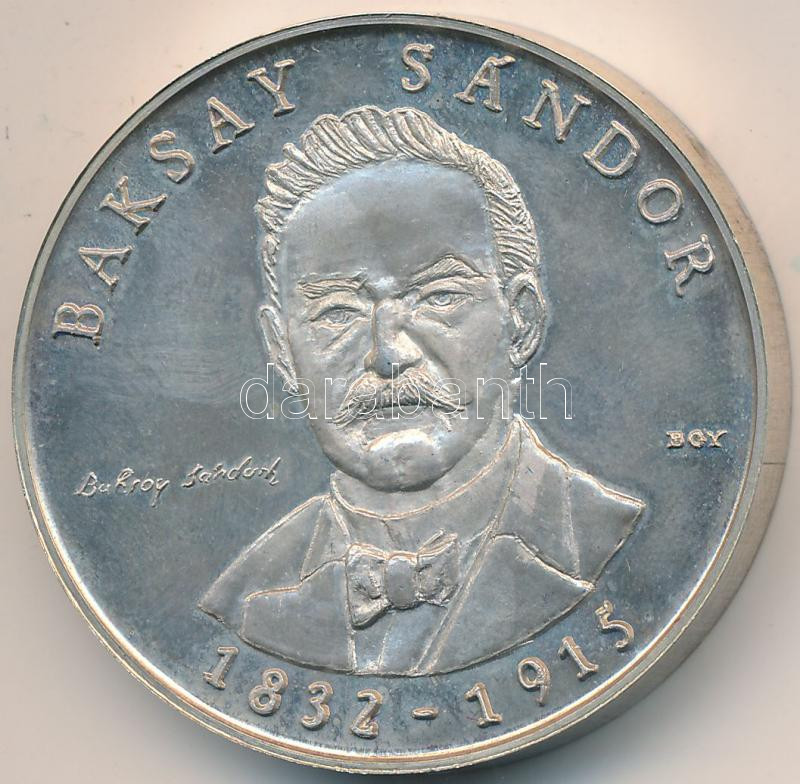 BAKSAY SÁNDOR
darabanth
BGY
Baksay Sándor
1832-1915